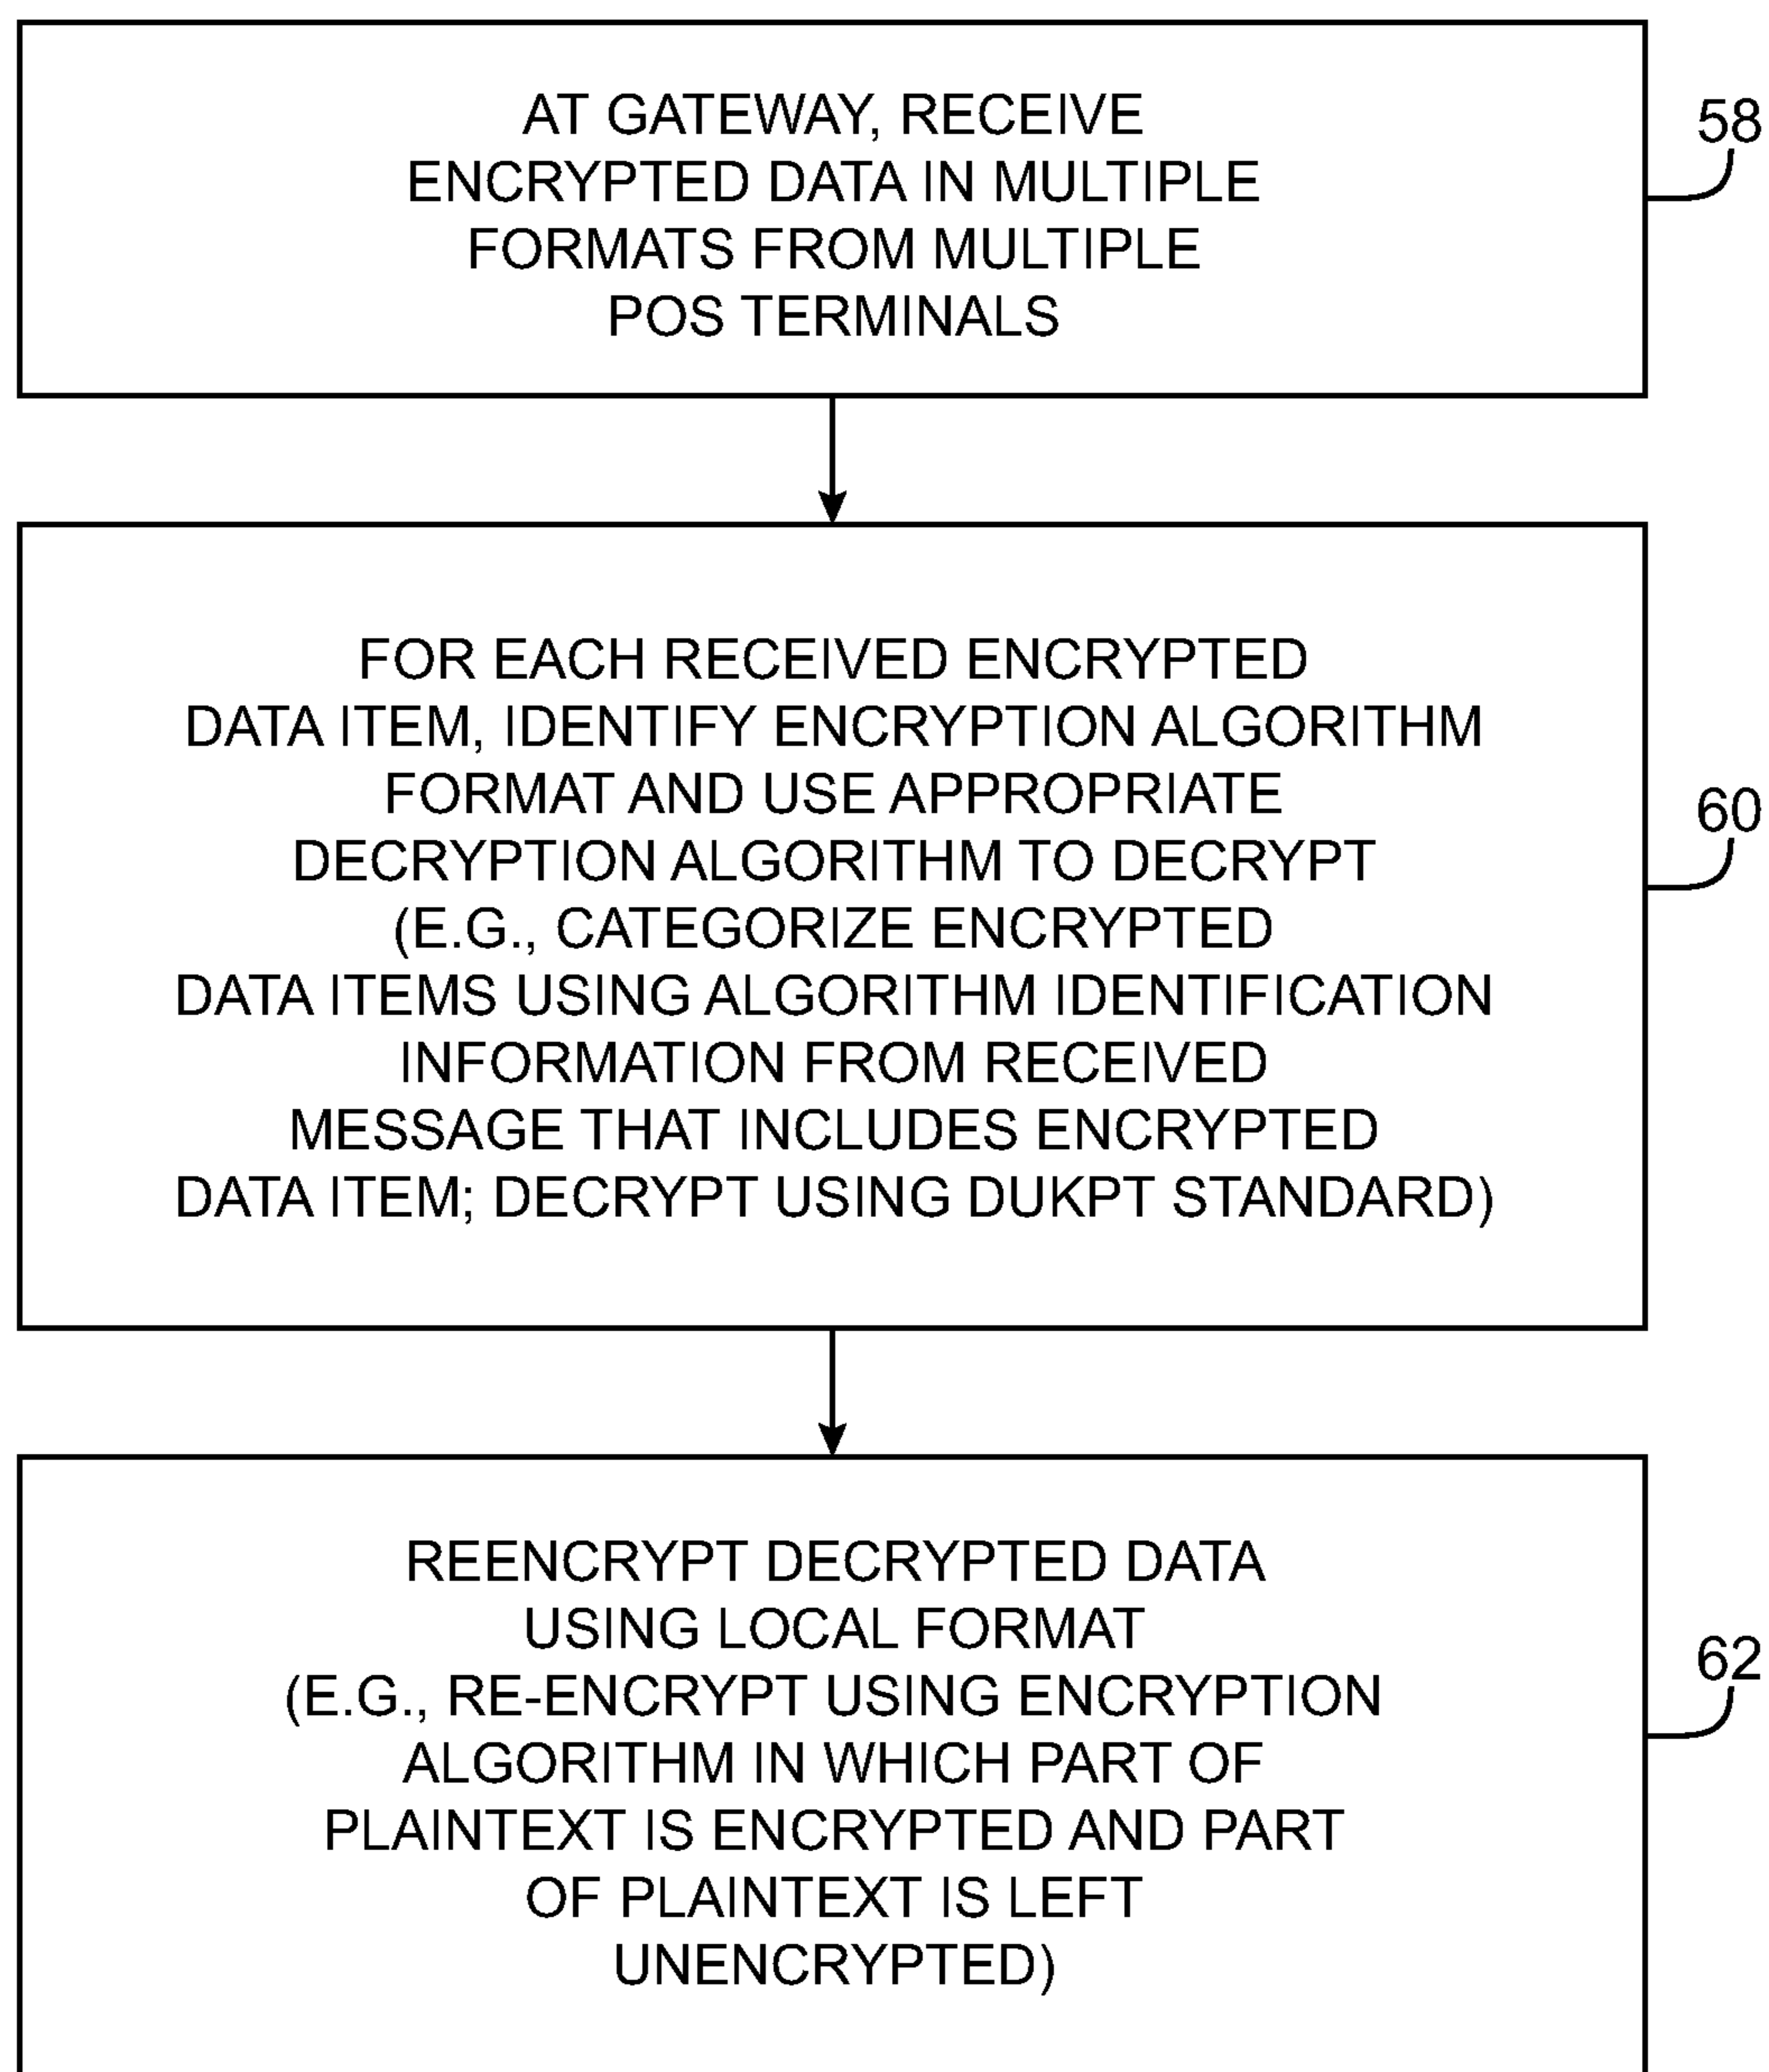 AT GATEWAY, RECEIVE
ENCRYPTED DATA IN MULTIPLE
FORMATS FROM MULTIPLE
POS TERMINALS
58
FOR EACH RECEIVED ENCRYPTED
DATA ITEM, IDENTIFY ENCRYPTION ALGORITHM
FORMAT AND USE APPROPRIATE
DECRYPTION ALGORITHM TO DECRYPT
(E.G., CATEGORIZE ENCRYPTED
DATA ITEMS USING ALGORITHM IDENTIFICATION
INFORMATION FROM RECEIVED
MESSAGE THAT INCLUDES ENCRYPTED
DATA ITEM; DECRYPT USING DUKPT STANDARD)
60
REENCRYPT DECRYPTED DATA
USING LOCAL FORMAT
(E.G., RE-ENCRYPT USING ENCRYPTION
ALGORITHM IN WHICH PART OF
PLAINTEXT IS ENCRYPTED AND PART
OF PLAINTEXT IS LEFT
UNENCRYPTED)
62